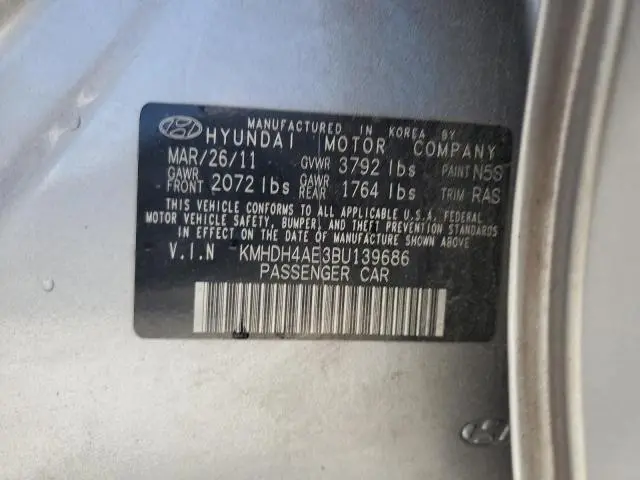 MANUFACTURED IN KOREA BY
HYUNDAI MOTOR COMPANY
MAR/26/11 GVWR 3792 lbs PAINT N5S
GAWR FRONT 2072 lbs GAWR REAR 1764 lbs TRIM RAS
THIS VEHICLE CONFORMS TO ALL APPLICABLE U.S.A. FEDERAL
MOTOR VEHICLE SAFETY, BUMPER, AND THEFT PREVENTION STANDARDS
IN EFFECT ON THE DATE OF MANUFACTURE SHOWN ABOVE.
V.I.N KMHDH4AE3BU139686
PASSENGER CAR